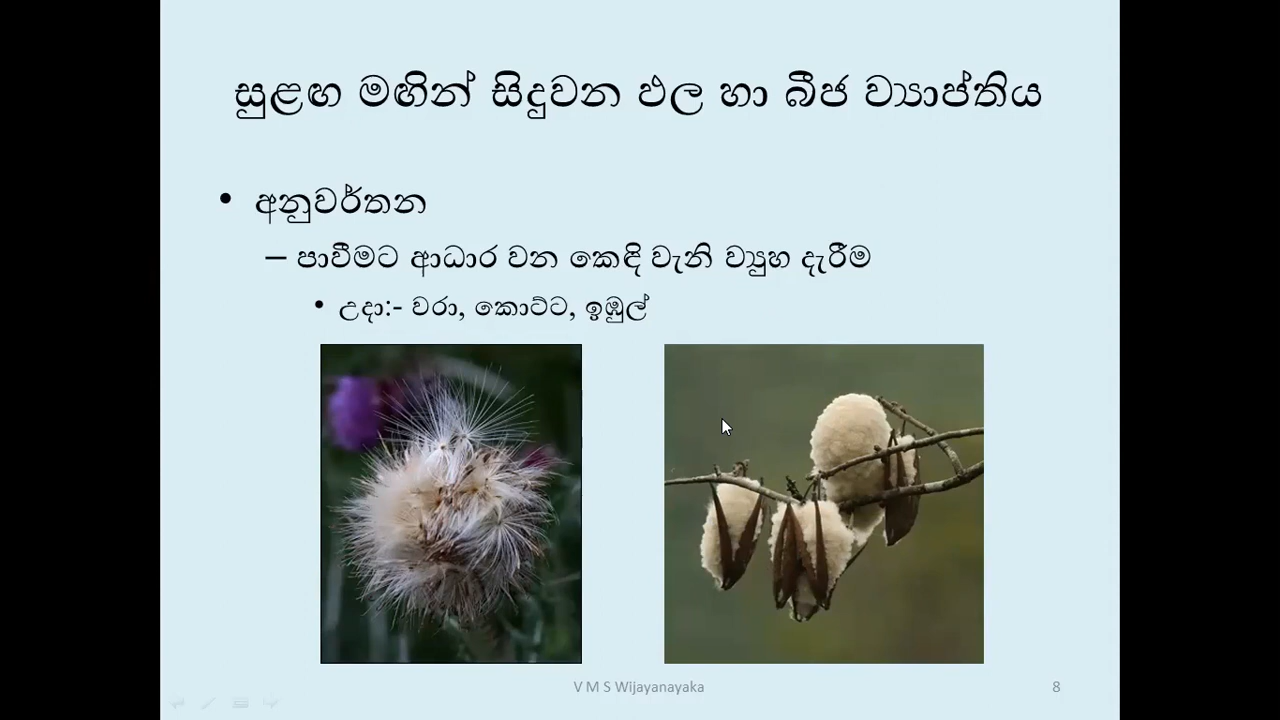 සුළඟ මඟින් සිදුවන ඵල හා බීජ ව්‍යාප්තිය
• අනුවර්තන
– පාවීමට ආධාර වන කෙඳි වැනි ව්‍යුහ දැරීම
• උදා:- වරා, කොට්ට, ඉඹුල්
V M S Wijayanayaka
8